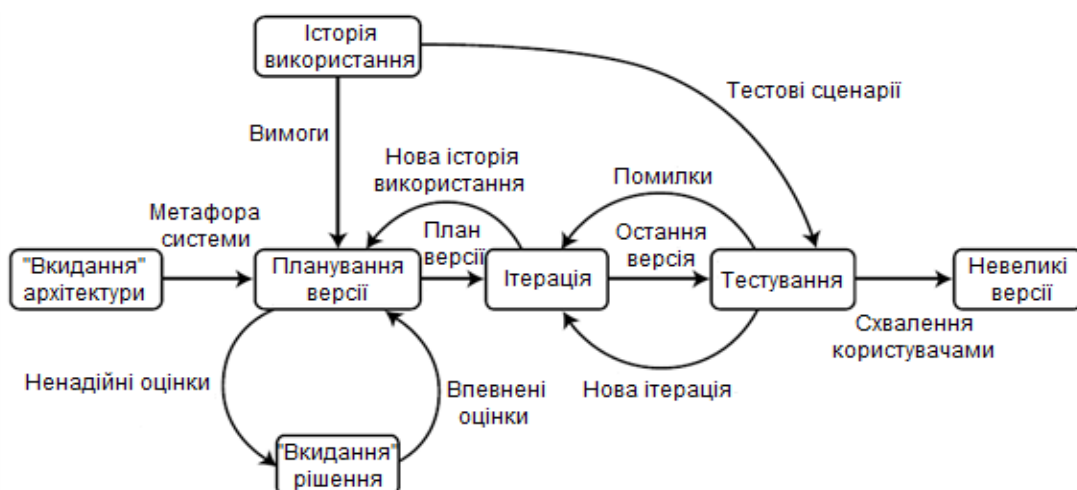 Історія
використання
Тестові сценарії
Вимоги
Нова історія
використання
Помилки
Метафора
системи
План
версії
Остання
версія
"Вкидання"
архітектури
Планування
версії
Ітерація
Тестування
Невеликі
версії
Схвалення
користувачами
Ненадійні оцінки
Впевнені
оцінки
Нова ітерація
"Вкидання"
рішення